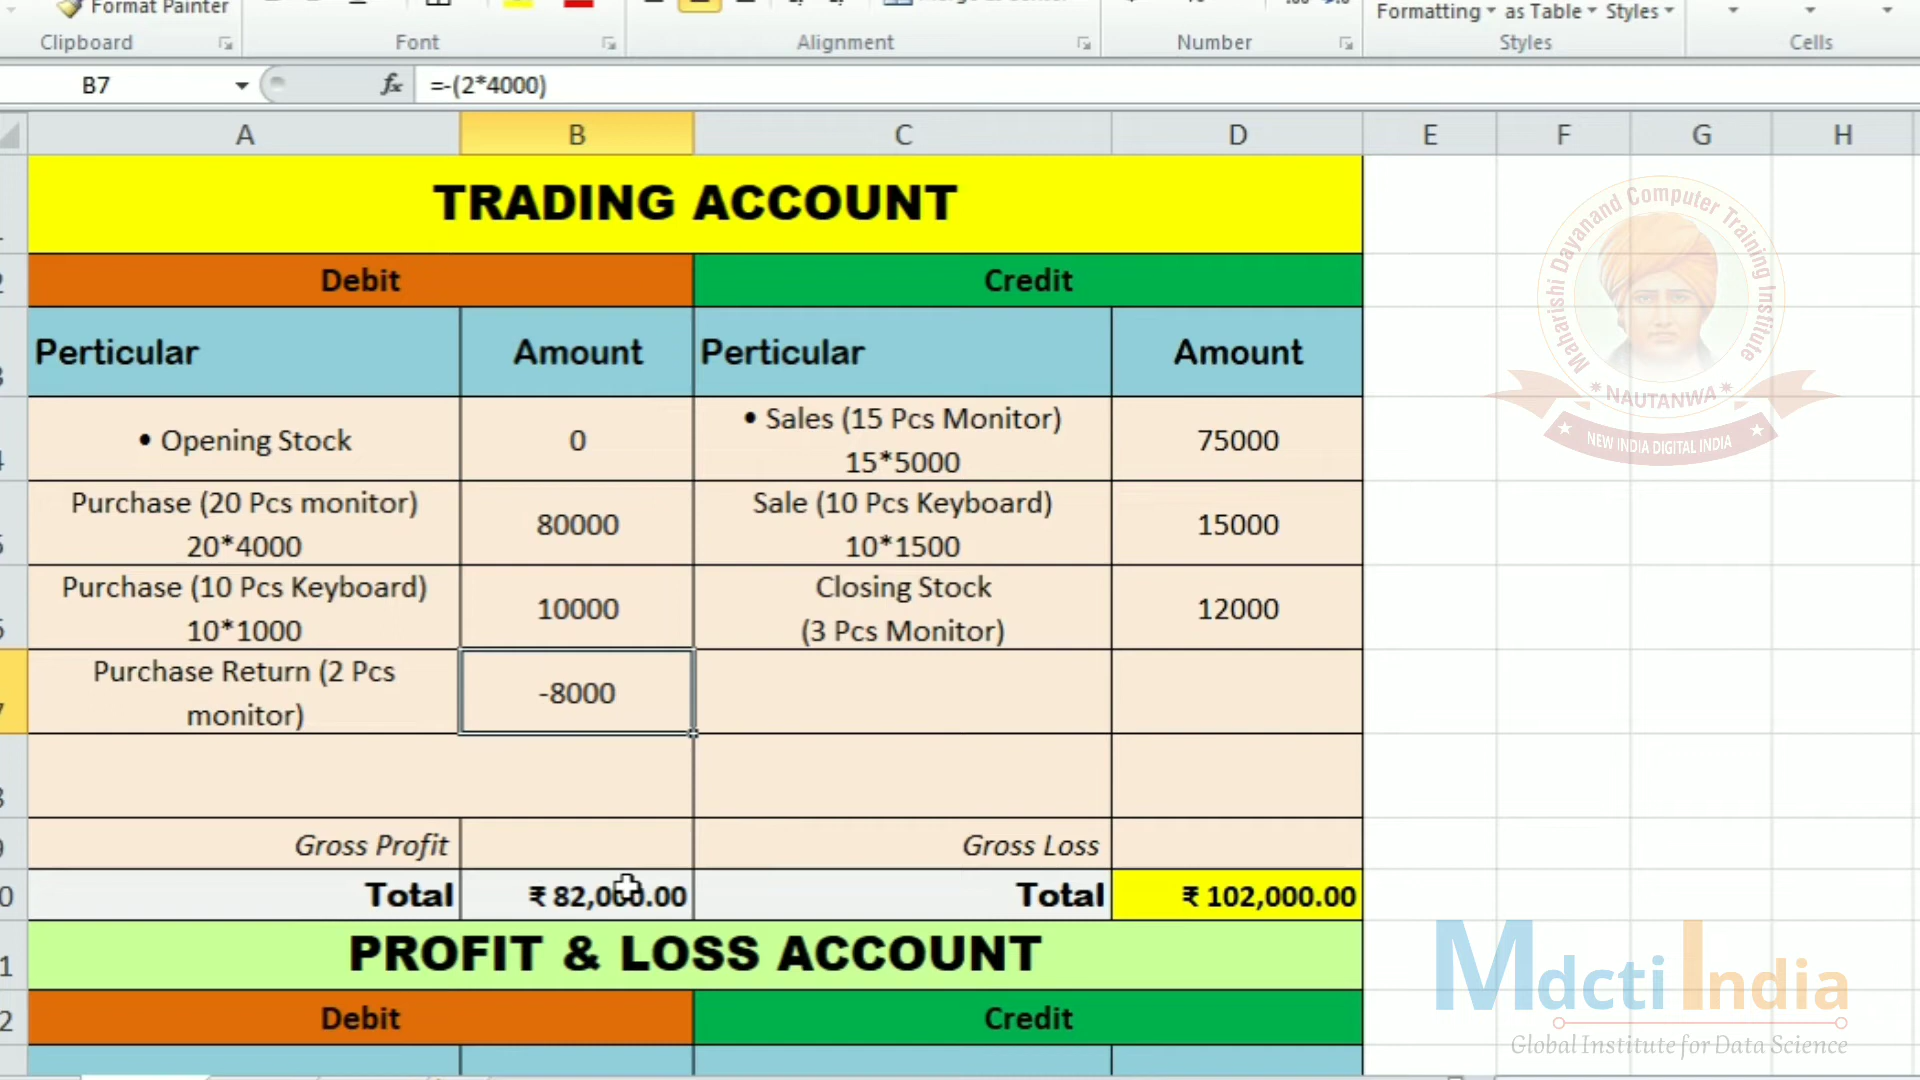 Format Painter
Formatting as Table Styles
Clipboard Font Alignment Number Styles Cells
B7 fx =-(2*4000)
A B C D E F G H
TRADING ACCOUNT
Debit Credit
Perticular Amount Perticular Amount
• Opening Stock 0 • Sales (15 Pcs Monitor) 15*5000 75000
Purchase (20 Pcs monitor) 20*4000 80000 Sale (10 Pcs Keyboard) 10*1500 15000
Purchase (10 Pcs Keyboard) 10*1000 10000 Closing Stock (3 Pcs Monitor) 12000
Purchase Return (2 Pcs monitor) -8000
Gross Profit Gross Loss
Total ₹ 82,000.00 Total ₹ 102,000.00
PROFIT & LOSS ACCOUNT
Debit Credit
Maharishi Dayanand Computer Training Institute
NAUTANWA
NEW INDIA DIGITAL INDIA
Mdcti India
Global Institute for Data Science